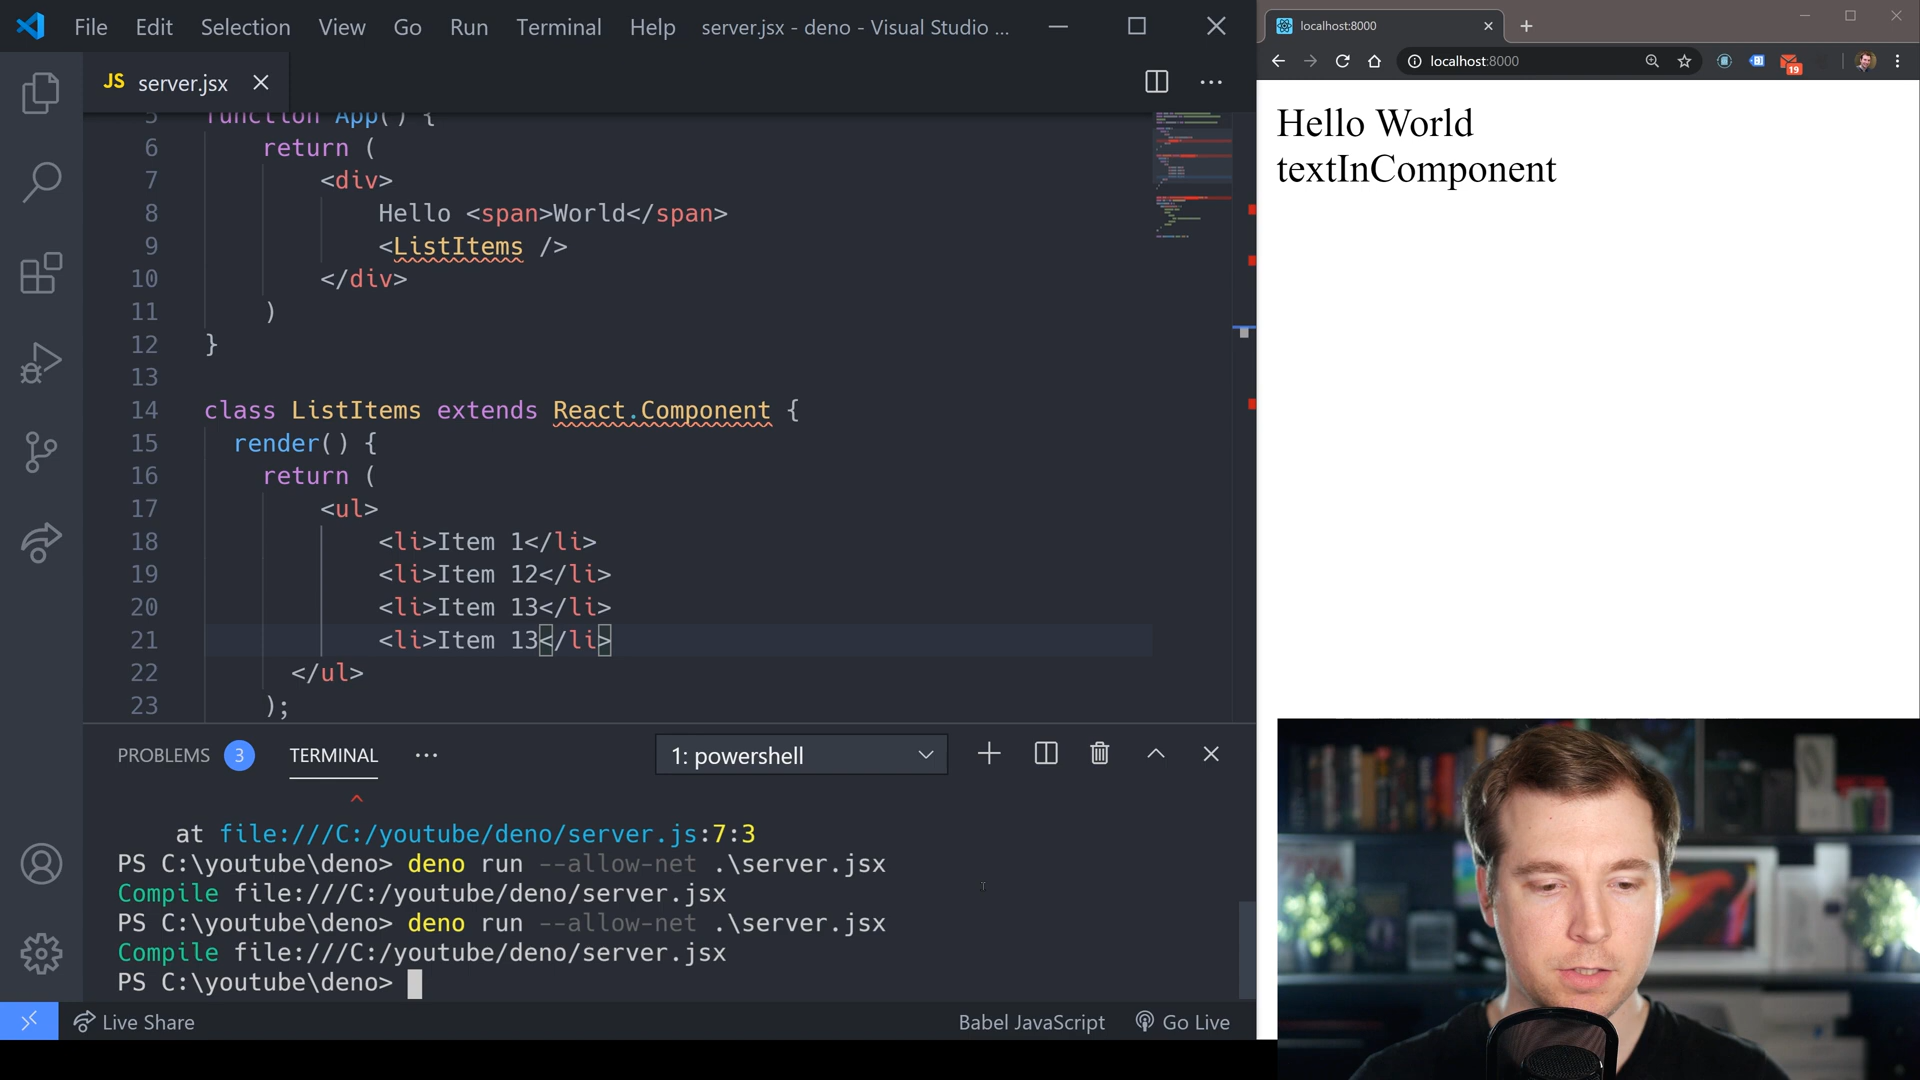 File Edit Selection View Go Run Terminal Help server.jsx - deno - Visual Studio ...
JS server.jsx
5 function App() {
6 return (
7 <div>
8 Hello <span>World</span>
9 <ListItems />
10 </div>
11 )
12 }
13
14 class ListItems extends React.Component {
15 render() {
16 return (
17 <ul>
18 <li>Item 1</li>
19 <li>Item 12</li>
20 <li>Item 13</li>
21 <li>Item 13</li>
22 </ul>
23 );
PROBLEMS 3 TERMINAL ... 1: powershell
^
at file:///C:/youtube/deno/server.js:7:3
PS C:\youtube\deno> deno run --allow-net .\server.jsx
Compile file:///C:/youtube/deno/server.jsx
PS C:\youtube\deno> deno run --allow-net .\server.jsx
Compile file:///C:/youtube/deno/server.jsx
PS C:\youtube\deno>
Live Share Babel JavaScript Go Live
localhost:8000
localhost:8000
19
Hello World
textInComponent